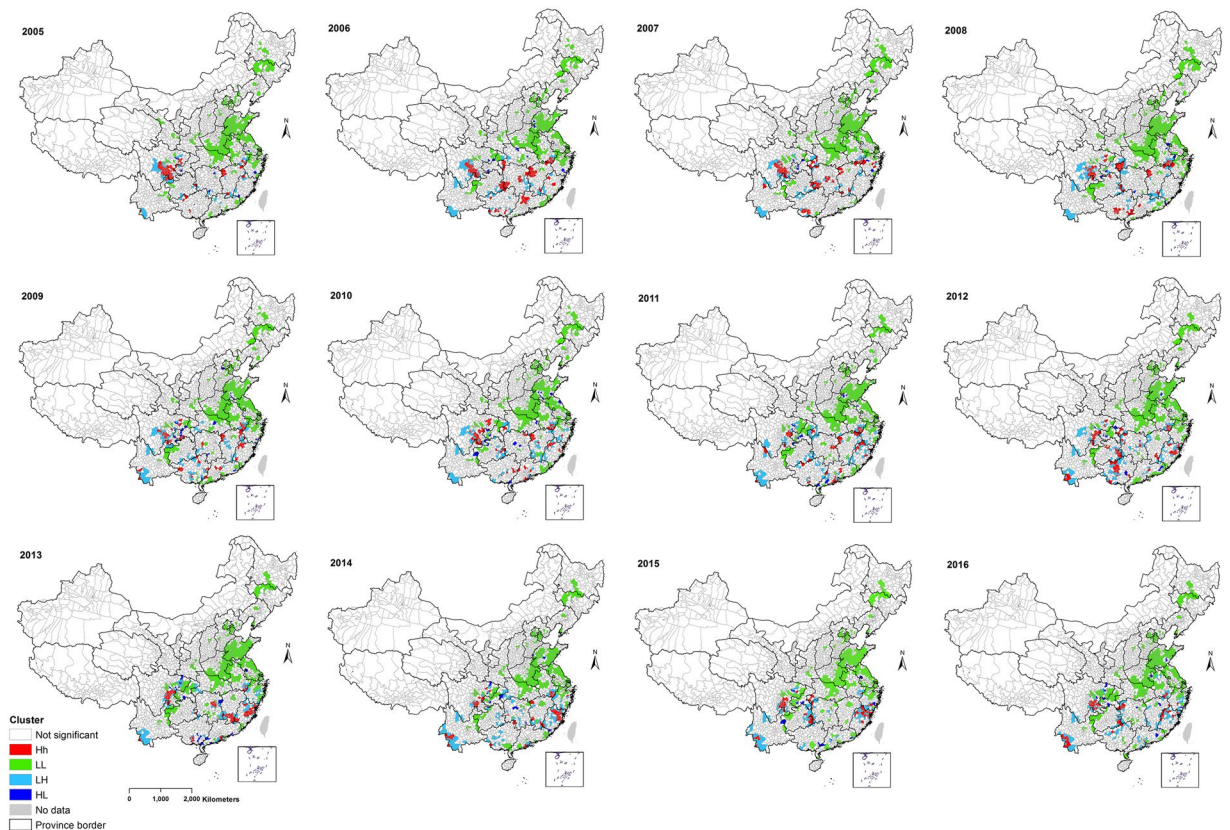 2005
2006
2007
2008
N
N
N
N
2009
2010
2011
2012
N
N
N
N
2013
2014
2015
2016
N
N
N
N
Cluster
Not significant
Hh
LL
LH
HL
No data
Province border
0 1,000 2,000 Kilometers